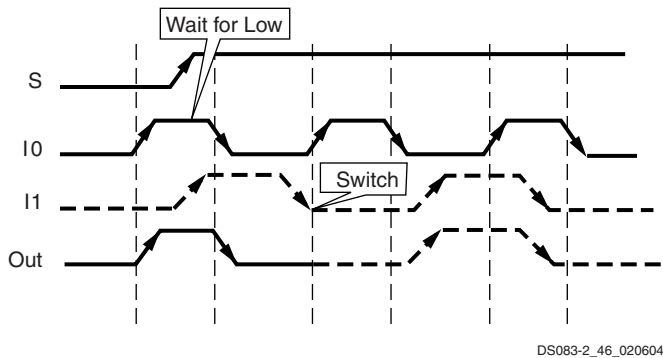 Wait for Low
S
I0
I1
Switch
Out
DS083-2_46_020604